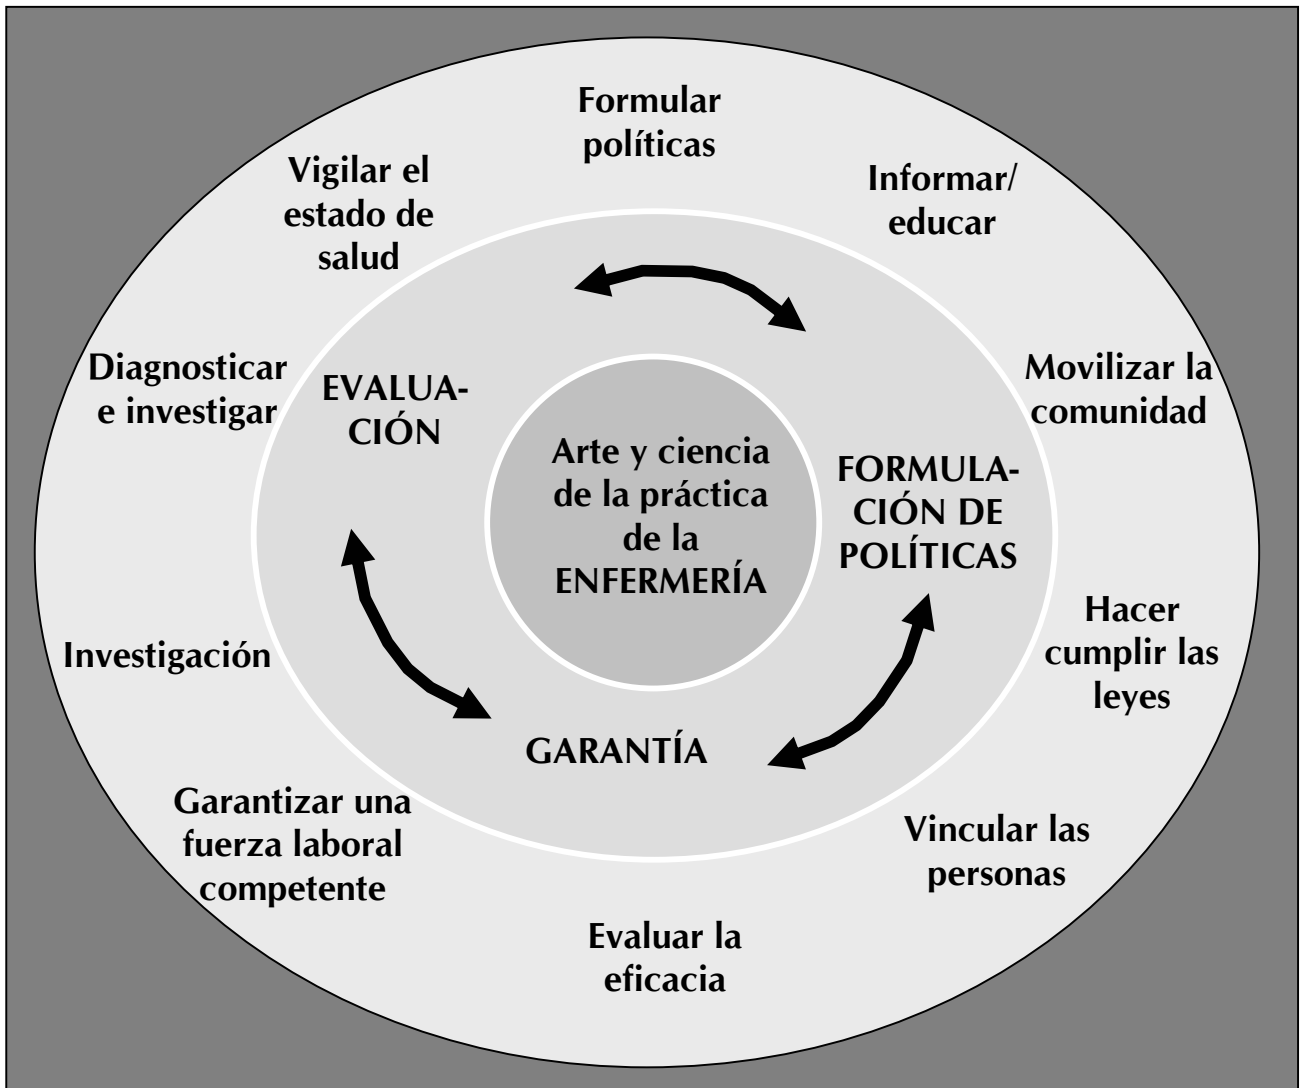 Formular
políticas
Informar/
educar
Movilizar la
comunidad
Hacer
cumplir las
leyes
Vincular las
personas
Evaluar la
eficacia
Garantizar una
fuerza laboral
competente
Investigación
Diagnosticar
e investigar
Vigilar el
estado de
salud
EVALUA-
CIÓN
FORMULA-
CIÓN DE
POLÍTICAS
GARANTÍA
Arte y ciencia
de la práctica
de la
ENFERMERÍA